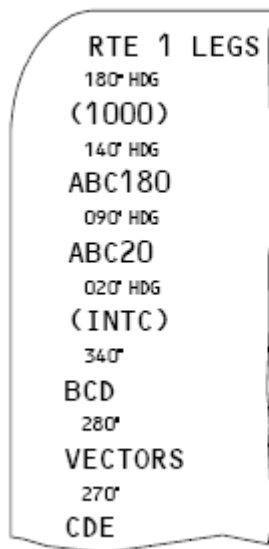 RTE 1 LEGS
180° HDG
(1000)
140° HDG
ABC180
090° HDG
ABC20
020° HDG
(INTC)
340°
BCD
280°
VECTORS
270°
CDE